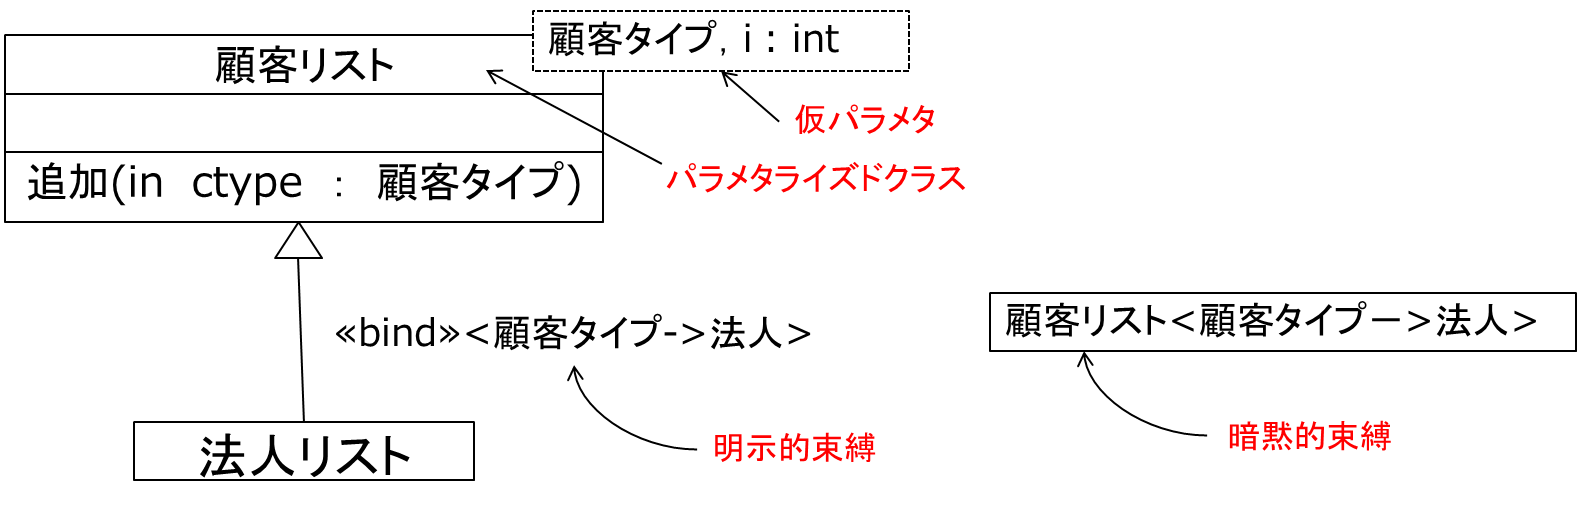 顧客タイプ, i : int
顧客リスト
仮パラメタ
パラメタライズドクラス
追加(in ctype : 顧客タイプ)
«bind»<顧客タイプ->法人>
顧客リスト<顧客タイプー>法人>
明示的束縛
暗黙的束縛
法人リスト